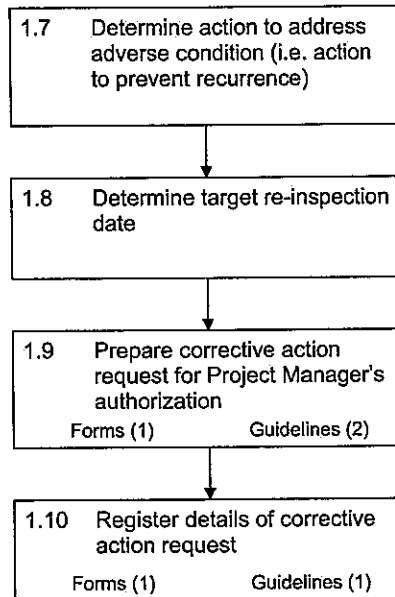 1.7 Determine action to address
adverse condition (i.e. action
to prevent recurrence)
1.8 Determine target re-inspection
date
1.9 Prepare corrective action
request for Project Manager's
authorization
Forms (1) Guidelines (2)
1.10 Register details of corrective
action request
Forms (1) Guidelines (1)